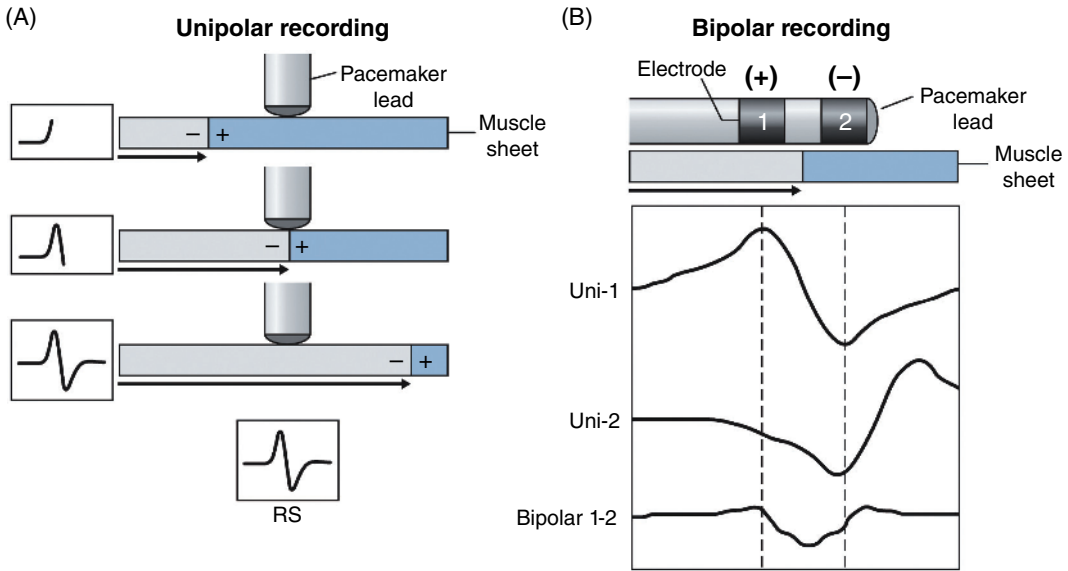 (A)
Unipolar recording
Pacemaker
lead
Muscle
sheet
− +
− +
− +
RS
(B)
Bipolar recording
Electrode
(+)
(−)
Pacemaker
lead
1
2
Muscle
sheet
Uni-1
Uni-2
Bipolar 1-2